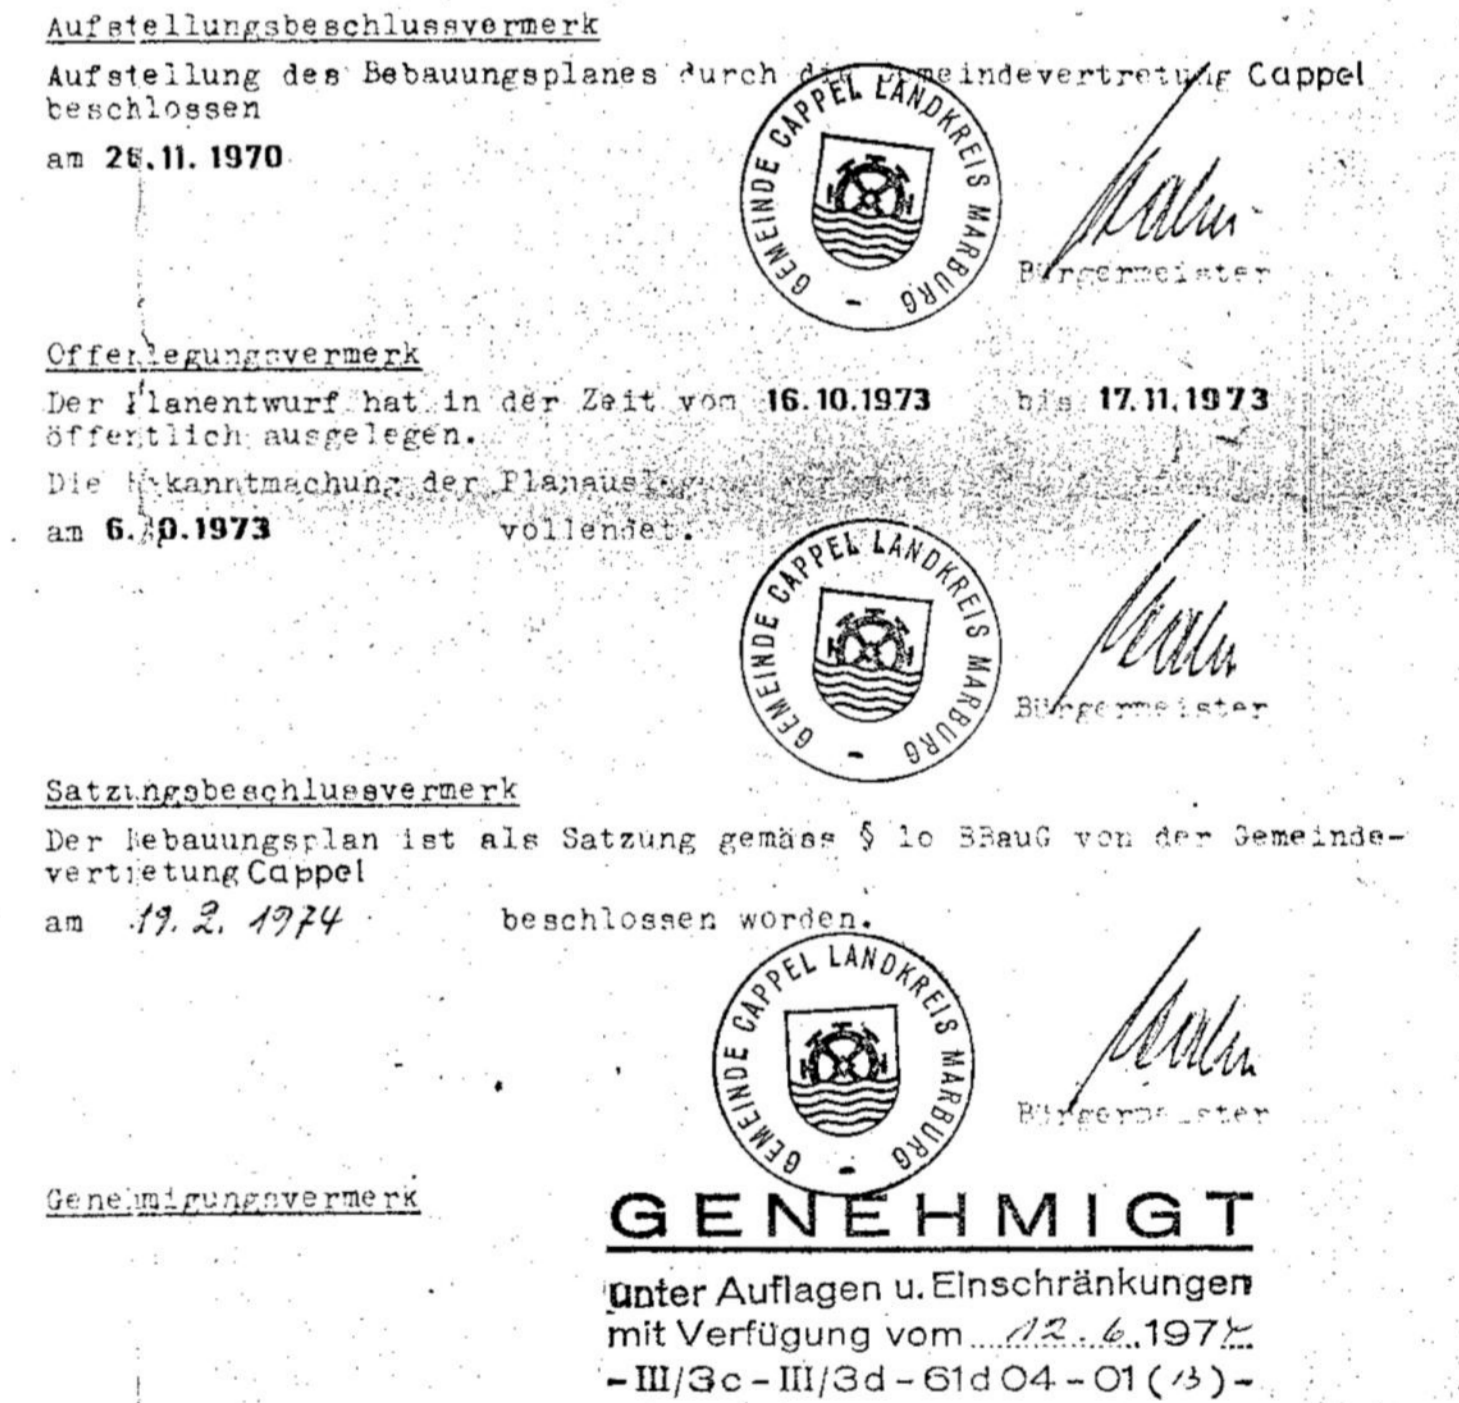 Aufstellungsbeschlussvermerk
Aufstellung des Bebauungsplanes durch die Gemeindevertretung Cappel
beschlossen
am .11.1970
GEMEINDE CAPPEL LANDKREIS MARBURG
Bürgermeister
Offenlegungsvermerk
Der Planentwurf hat in der Zeit vom 16.10.1973 bis 17.11.1973
öffentlich ausgelegen.
Die Bekanntmachung der
am 6.10.1973 vollendet.
GEMEINDE CAPPEL LANDKREIS MARBURG
Bürgermeister
Satzungsbeschlussvermerk
Der Bebauungsplan ist als Satzung gemäss § 1o BBauG von der Gemeinde-
vertretung Cappel
am 19. 2. 1974 beschlossen worden.
GEMEINDE CAPPEL LANDKREIS MARBURG
Bürgermeister
Genehmigungsvermerk
GENEHMIGT
unter Auflagen u. Einschränkungen
mit Verfügung vom 12. 6. 197
- III/3c - III/3d - 61d 04 - 01 (13) -